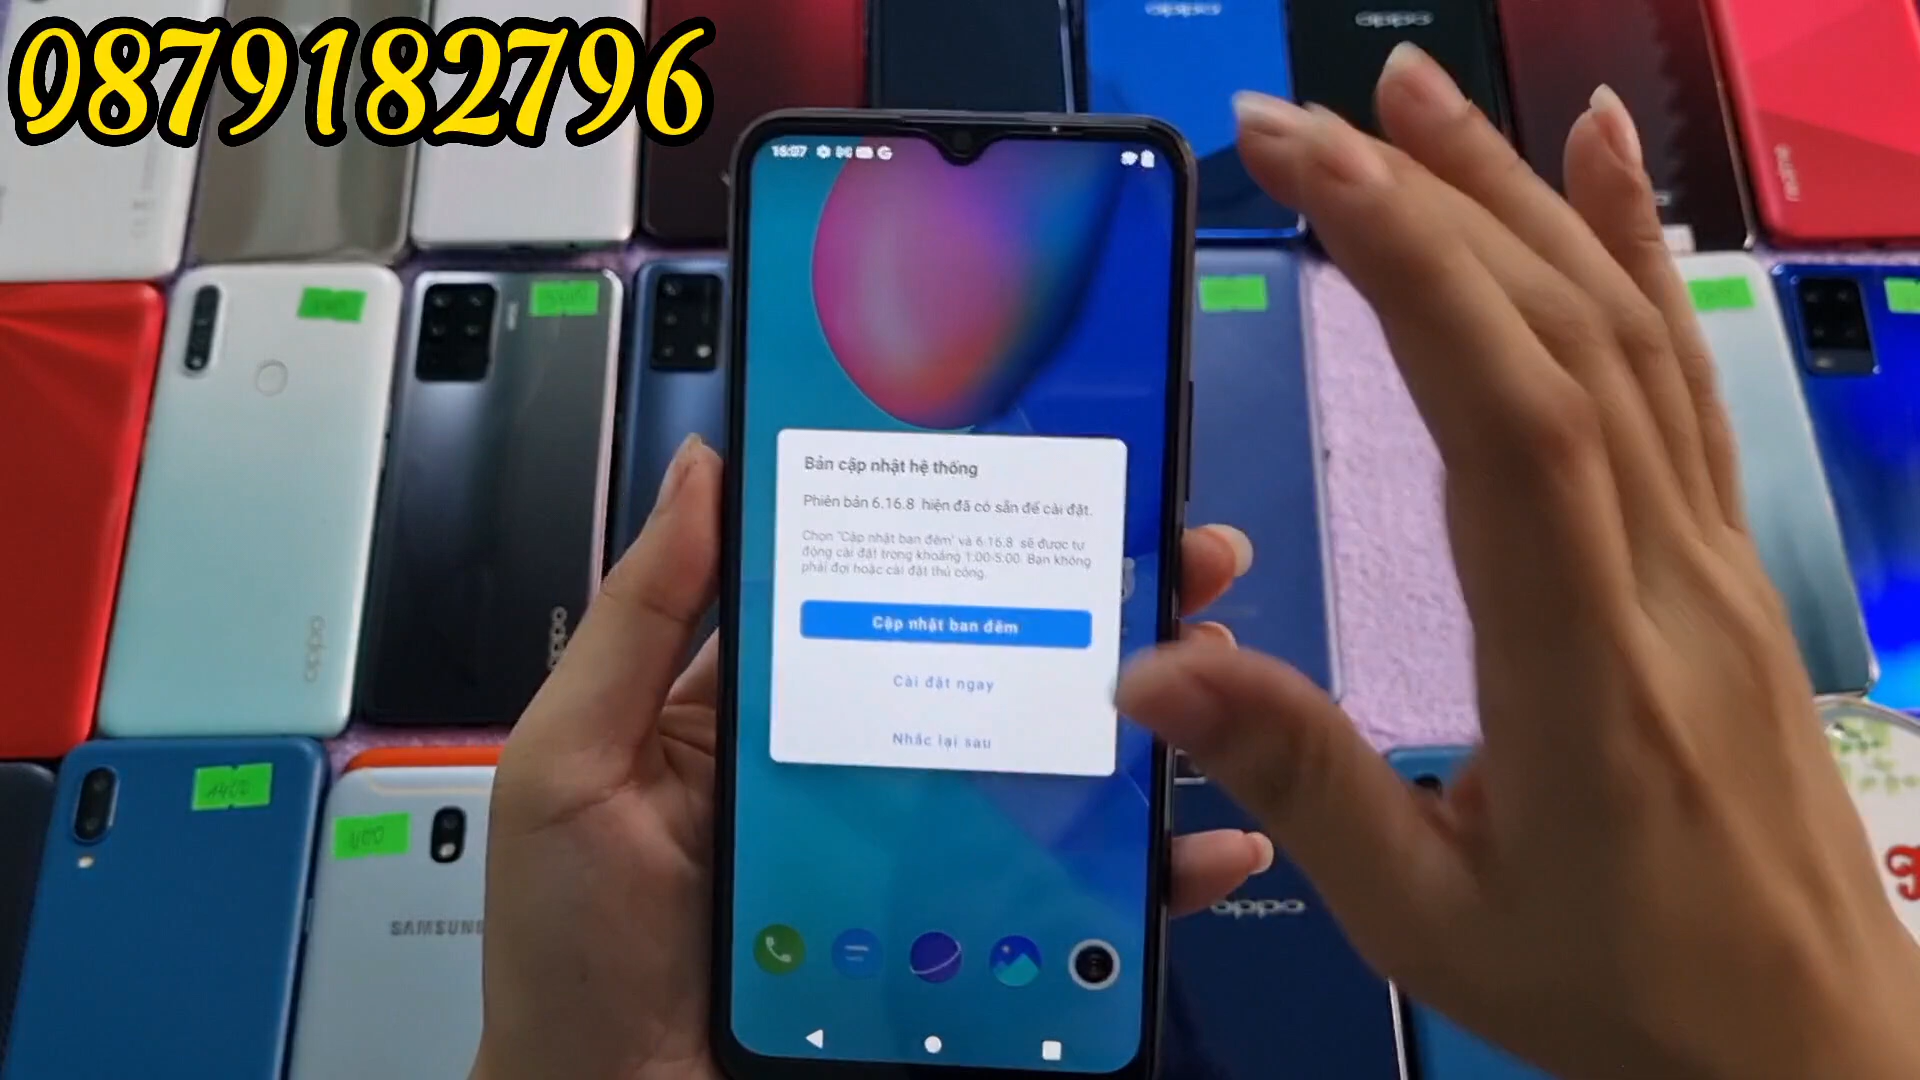 0879182796
oppo
oppo
16:07
Bản cập nhật hệ thống
Phiên bản 6.16.8 hiện đã có sẵn để cài đặt.
Chọn "Cập nhật ban đêm" và 6.16.8 sẽ được tự
động cài đặt trong khoảng 1:00-5:00. Bạn không
phải đợi hoặc cài đặt thủ công.
Cập nhật ban đêm
Cài đặt ngay
Nhắc lại sau
oppo
oppo
SAMSUNG
oppo